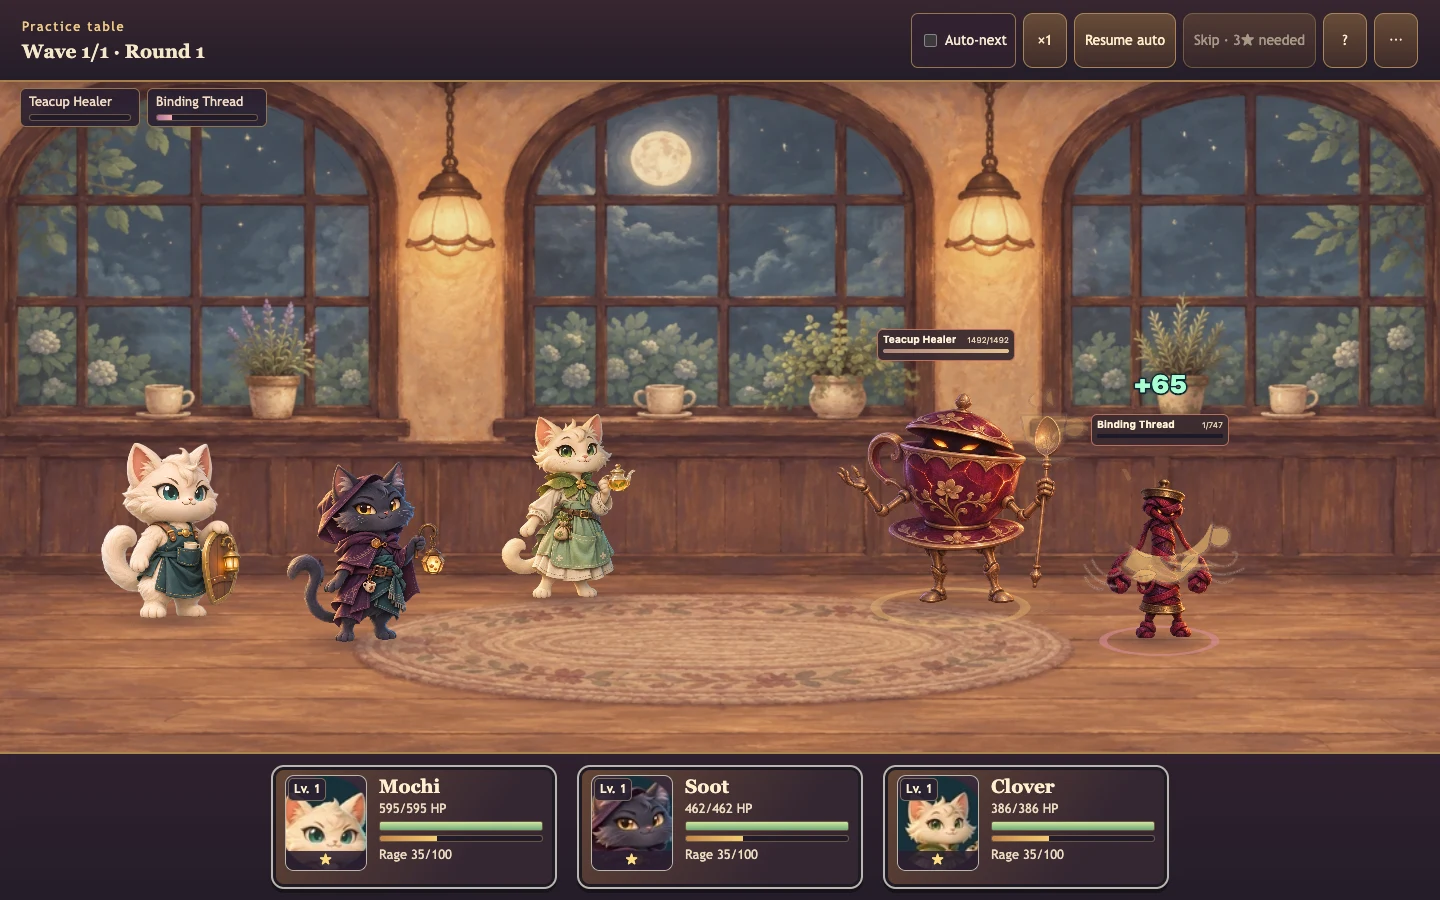 Practice table
Wave 1/1 · Round 1
Auto-next
×1
Resume auto
Skip · 3★ needed
?
...
Teacup Healer
Binding Thread
Teacup Healer 1492/1492
+65
Binding Thread 1/747
Lv. 1
Mochi
595/595 HP
Rage 35/100
Lv. 1
Soot
462/462 HP
Rage 35/100
Lv. 1
Clover
386/386 HP
Rage 35/100